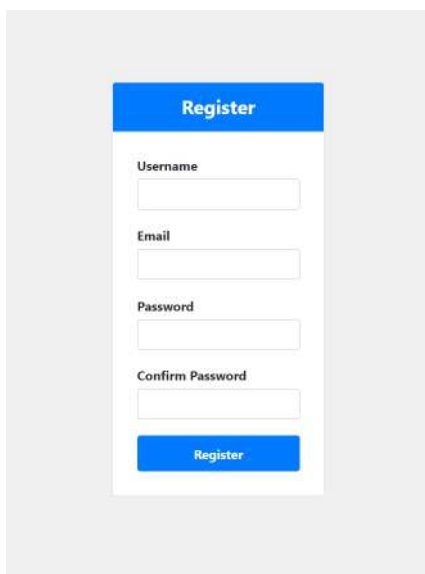 Register
Username
Email
Password
Confirm Password
Register